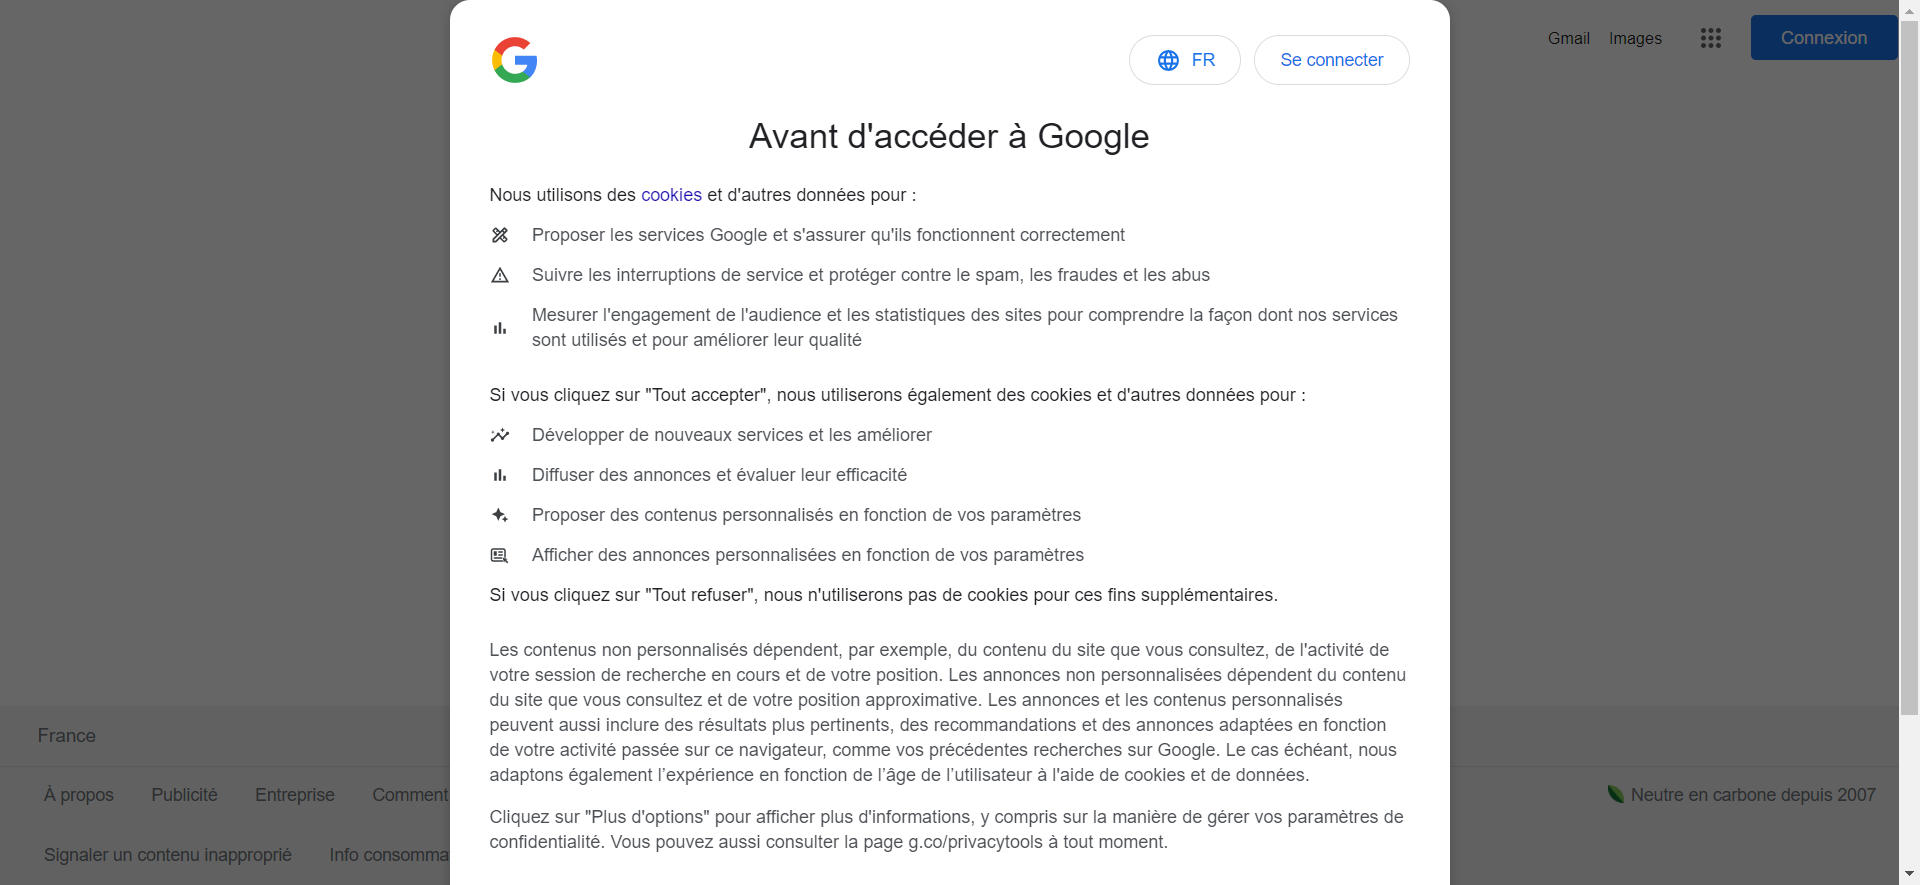 Gmail Images Connexion
FR Se connecter
Avant d'accéder à Google
Nous utilisons des cookies et d'autres données pour :
Proposer les services Google et s'assurer qu'ils fonctionnent correctement
Suivre les interruptions de service et protéger contre le spam, les fraudes et les abus
Mesurer l'engagement de l'audience et les statistiques des sites pour comprendre la façon dont nos services
sont utilisés et pour améliorer leur qualité
Si vous cliquez sur "Tout accepter", nous utiliserons également des cookies et d'autres données pour :
Développer de nouveaux services et les améliorer
Diffuser des annonces et évaluer leur efficacité
Proposer des contenus personnalisés en fonction de vos paramètres
Afficher des annonces personnalisées en fonction de vos paramètres
Si vous cliquez sur "Tout refuser", nous n'utiliserons pas de cookies pour ces fins supplémentaires.
Les contenus non personnalisés dépendent, par exemple, du contenu du site que vous consultez, de l'activité de
votre session de recherche en cours et de votre position. Les annonces non personnalisées dépendent du contenu
du site que vous consultez et de votre position approximative. Les annonces et les contenus personnalisés
peuvent aussi inclure des résultats plus pertinents, des recommandations et des annonces adaptées en fonction
de votre activité passée sur ce navigateur, comme vos précédentes recherches sur Google. Le cas échéant, nous
adaptons également l’expérience en fonction de l’âge de l’utilisateur à l'aide de cookies et de données.
Cliquez sur "Plus d'options" pour afficher plus d'informations, y compris sur la manière de gérer vos paramètres de
confidentialité. Vous pouvez aussi consulter la page g.co/privacytools à tout moment.
France
À propos Publicité Entreprise Comment
Neutre en carbone depuis 2007
Signaler un contenu inapproprié Info consomma